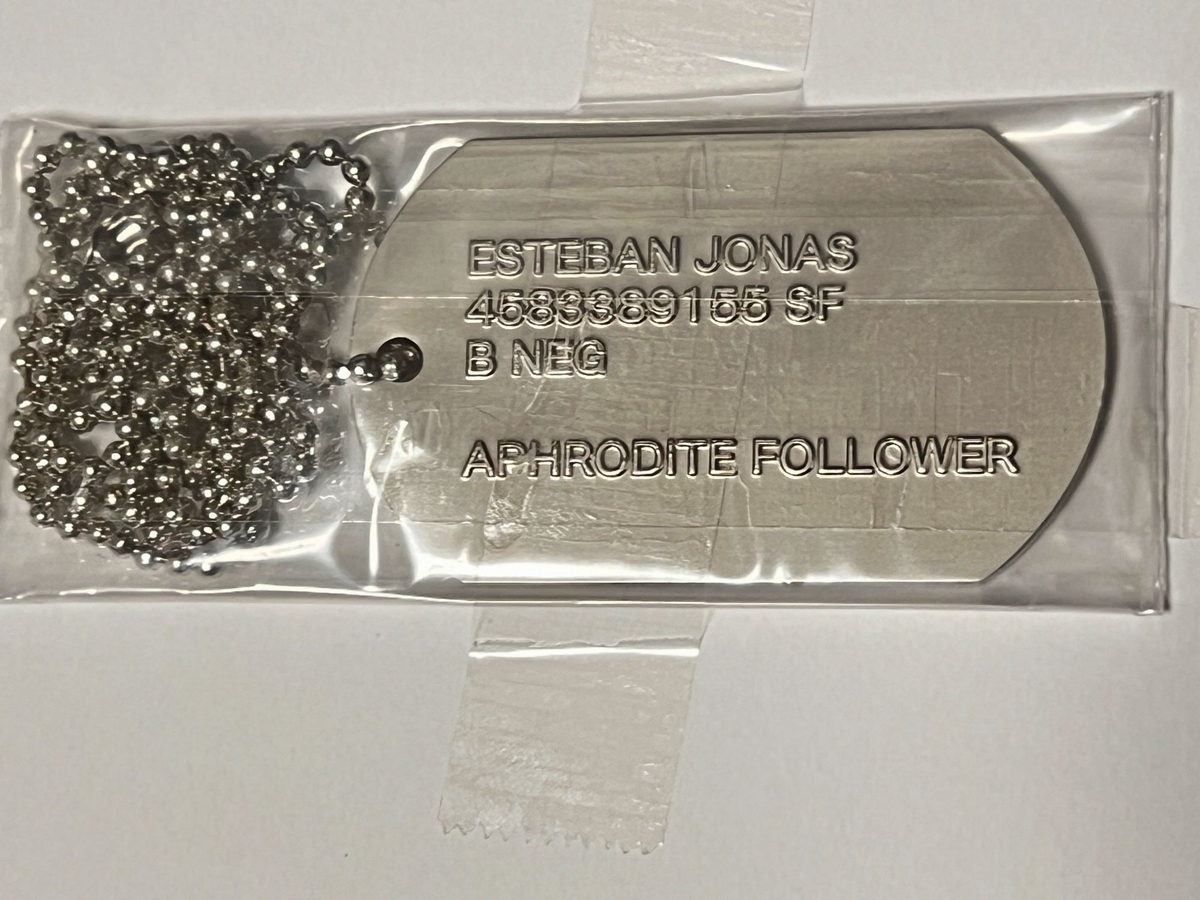 ESTEBAN JONAS
4583389155 SF
B NEG
APHRODITE FOLLOWER